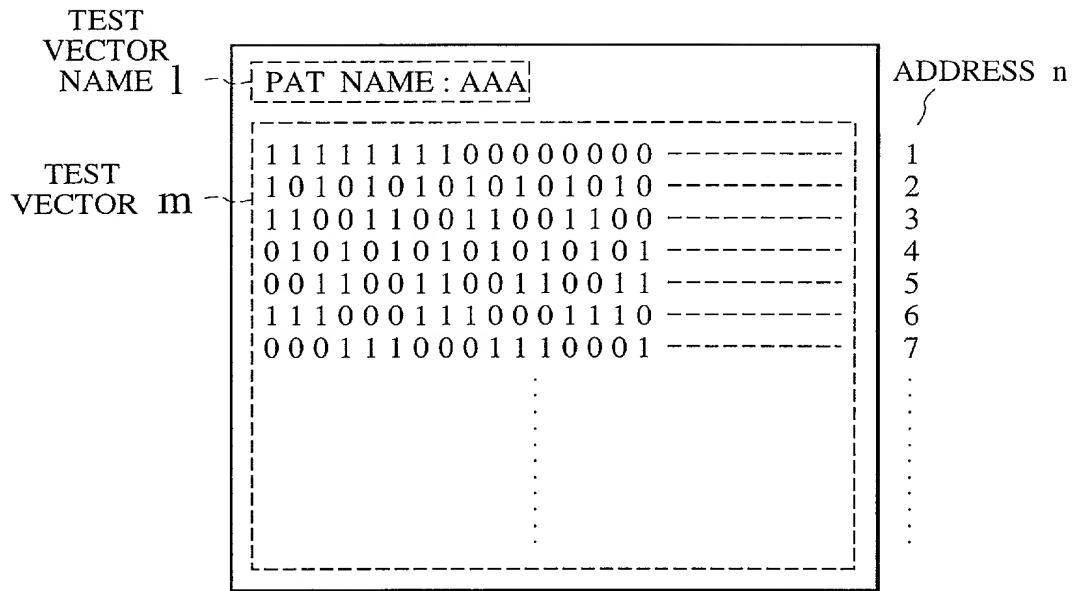 TEST
VECTOR
NAME l
PAT NAME : AAA
ADDRESS n
TEST
VECTOR m
1 1 1 1 1 1 1 1 0 0 0 0 0 0 0 0 1
1 0 1 0 1 0 1 0 1 0 1 0 1 0 1 0 2
1 1 0 0 1 1 0 0 1 1 0 0 1 1 0 0 3
0 1 0 1 0 1 0 1 0 1 0 1 0 1 0 1 4
0 0 1 1 0 0 1 1 0 0 1 1 0 0 1 1 5
1 1 1 0 0 0 1 1 1 0 0 0 1 1 1 0 6
0 0 0 1 1 1 0 0 0 1 1 1 0 0 0 1 7